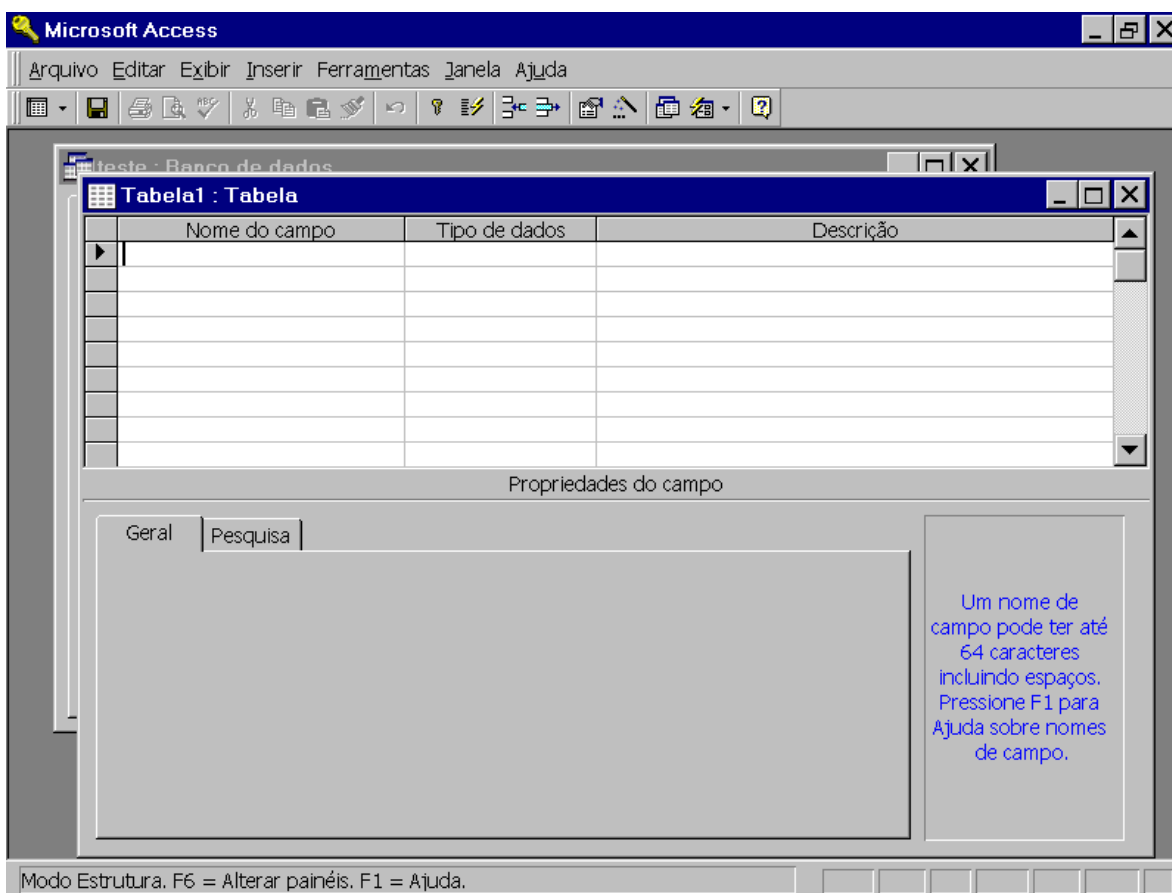 Microsoft Access
Arquivo Editar Exibir Inserir Ferramentas Janela Ajuda
teste : Banco de dados
Tabela1 : Tabela
Nome do campo Tipo de dados Descrição
Propriedades do campo
Geral Pesquisa
Um nome de
campo pode ter até
64 caracteres
incluindo espaços.
Pressione F1 para
Ajuda sobre nomes
de campo.
Modo Estrutura. F6 = Alterar painéis. F1 = Ajuda.